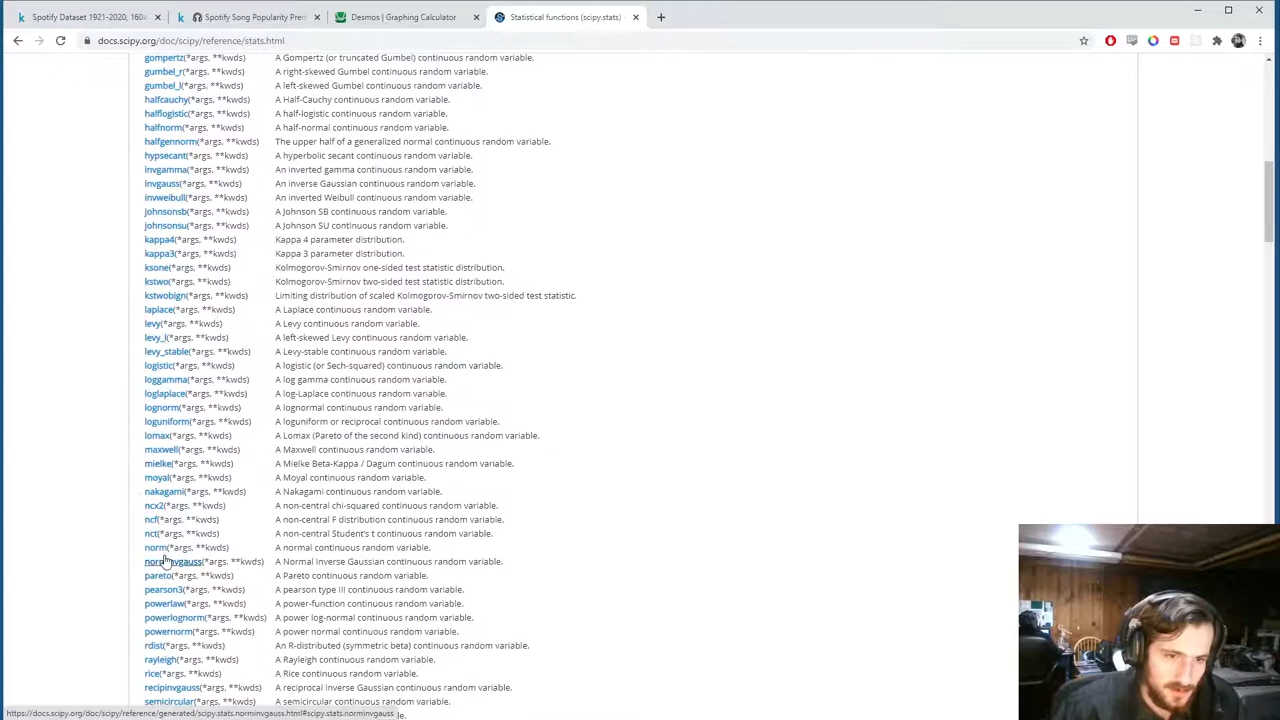 Spotify Dataset 1921-2020, 160k
Spotify Song Popularity Pred
Desmos | Graphing Calculator
Statistical functions (scipy.stats)
docs.scipy.org/doc/scipy/reference/stats.html
gompertz(*args, **kwds) A Gompertz (or truncated Gumbel) continuous random variable.
gumbel_r(*args, **kwds) A right-skewed Gumbel continuous random variable.
gumbel_l(*args, **kwds) A left-skewed Gumbel continuous random variable.
halfcauchy(*args, **kwds) A Half-Cauchy continuous random variable.
halflogistic(*args, **kwds) A half-logistic continuous random variable.
halfnorm(*args, **kwds) A half-normal continuous random variable.
halfgennorm(*args, **kwds) The upper half of a generalized normal continuous random variable.
hypsecant(*args, **kwds) A hyperbolic secant continuous random variable.
invgamma(*args, **kwds) An inverted gamma continuous random variable.
invgauss(*args, **kwds) An inverse Gaussian continuous random variable.
invweibull(*args, **kwds) An inverted Weibull continuous random variable.
johnsonsb(*args, **kwds) A Johnson SB continuous random variable.
johnsonsu(*args, **kwds) A Johnson SU continuous random variable.
kappa4(*args, **kwds) Kappa 4 parameter distribution.
kappa3(*args, **kwds) Kappa 3 parameter distribution.
ksone(*args, **kwds) Kolmogorov-Smirnov one-sided test statistic distribution.
kstwo(*args, **kwds) Kolmogorov-Smirnov two-sided test statistic distribution.
kstwobign(*args, **kwds) Limiting distribution of scaled Kolmogorov-Smirnov two-sided test statistic.
laplace(*args, **kwds) A Laplace continuous random variable.
levy(*args, **kwds) A Levy continuous random variable.
levy_l(*args, **kwds) A left-skewed Levy continuous random variable.
levy_stable(*args, **kwds) A Levy-stable continuous random variable.
logistic(*args, **kwds) A logistic (or Sech-squared) continuous random variable.
loggamma(*args, **kwds) A log gamma continuous random variable.
loglaplace(*args, **kwds) A log-Laplace continuous random variable.
lognorm(*args, **kwds) A lognormal continuous random variable.
loguniform(*args, **kwds) A loguniform or reciprocal continuous random variable.
lomax(*args, **kwds) A Lomax (Pareto of the second kind) continuous random variable.
maxwell(*args, **kwds) A Maxwell continuous random variable.
mielke(*args, **kwds) A Mielke Beta-Kappa / Dagum continuous random variable.
moyal(*args, **kwds) A Moyal continuous random variable.
nakagami(*args, **kwds) A Nakagami continuous random variable.
ncx2(*args, **kwds) A non-central chi-squared continuous random variable.
ncf(*args, **kwds) A non-central F distribution continuous random variable.
nct(*args, **kwds) A non-central Student's t continuous random variable.
norm(*args, **kwds) A normal continuous random variable.
norminvgauss(*args, **kwds) A Normal Inverse Gaussian continuous random variable.
pareto(*args, **kwds) A Pareto continuous random variable.
pearson3(*args, **kwds) A pearson type III continuous random variable.
powerlaw(*args, **kwds) A power-function continuous random variable.
powerlognorm(*args, **kwds) A power log-normal continuous random variable.
powernorm(*args, **kwds) A power normal continuous random variable.
rdist(*args, **kwds) An R-distributed (symmetric beta) continuous random variable.
rayleigh(*args, **kwds) A Rayleigh continuous random variable.
rice(*args, **kwds) A Rice continuous random variable.
recipinvgauss(*args, **kwds) A reciprocal inverse Gaussian continuous random variable.
semicircular(*args, **kwds) A semicircular continuous random variable.
https://docs.scipy.org/doc/scipy/reference/generated/scipy.stats.norminvgauss.html#scipy.stats.norminvgauss